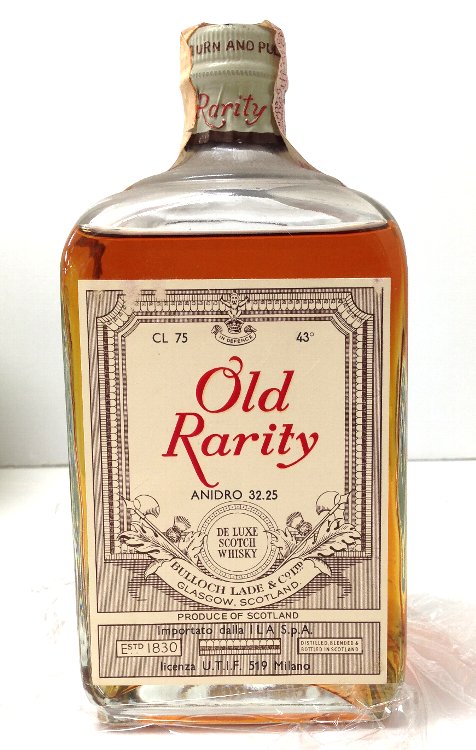 TURN AND PU
Rarity
IN DEFENCE
CL 75
43°
Old
Rarity
ANIDRO 32.25
DE LUXE
SCOTCH
WHISKY
BULLOCH LADE & Co LTD
GLASGOW, SCOTLAND
PRODUCE OF SCOTLAND
Importato dalla I L A S.p.A.
ESTD 1830
DISTILLED, BLENDED &
BOTTLED IN SCOTLAND
licenza U.T.I.F. 519 Milano